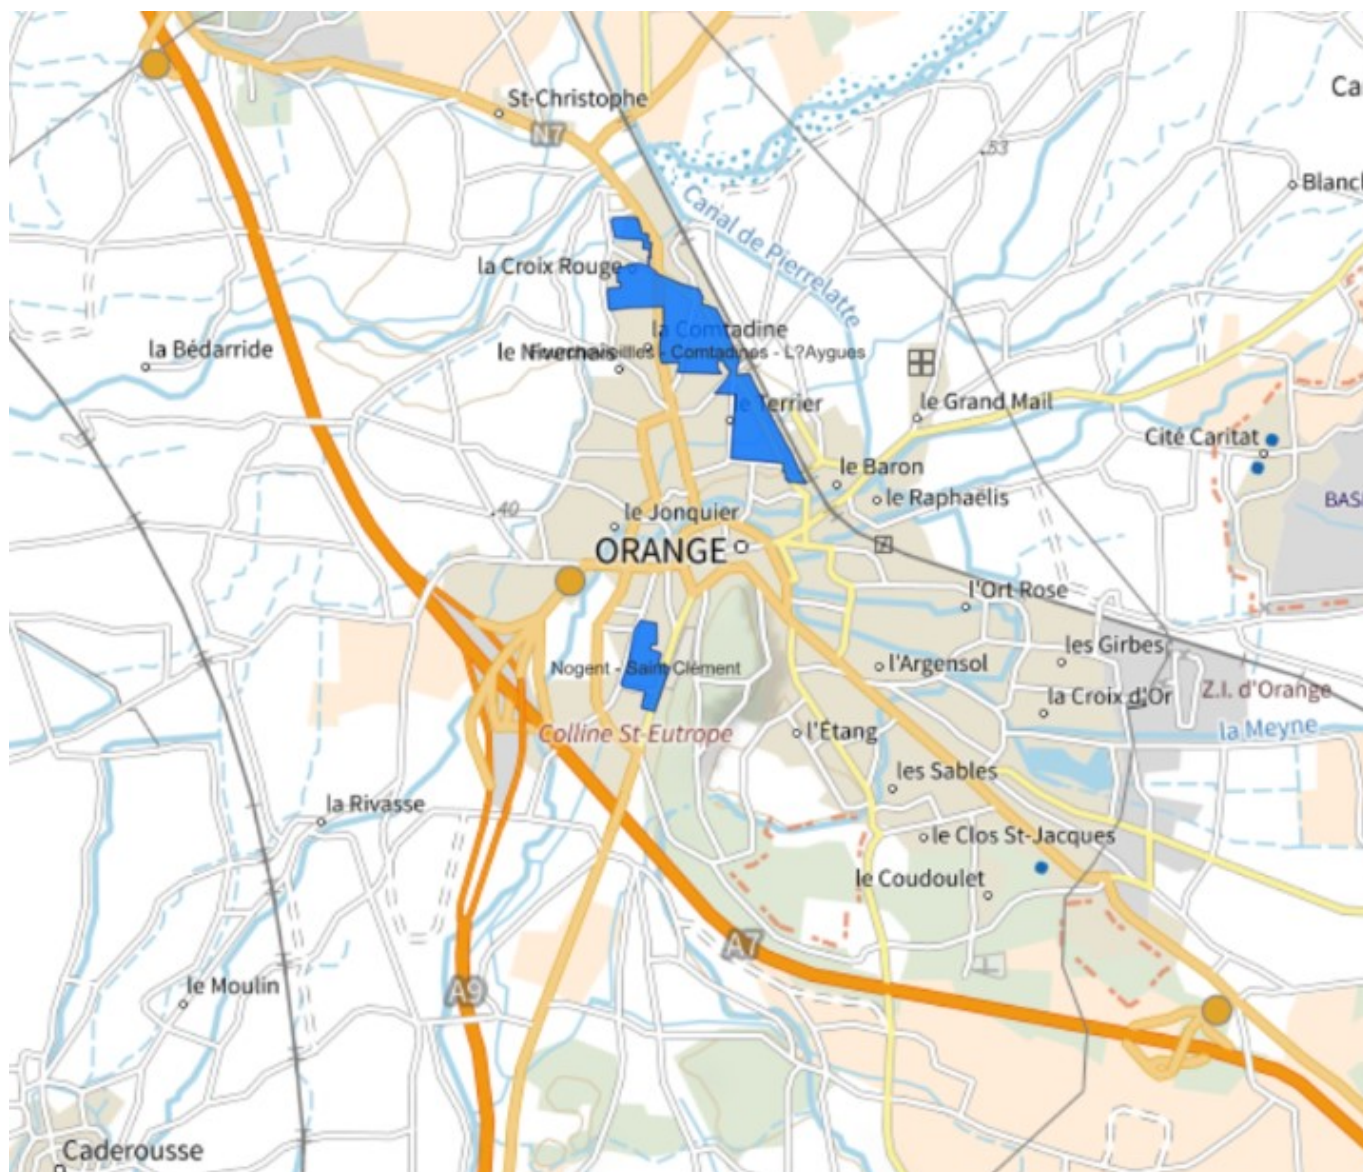 Ca
St-Christophe
N7
53
Blanch
Canal de Pierrelatte
la Croix Rouge
la Comtadine
la Bédarride
le Nivernais
Fourchesvieilles - Comtadines - L?Aygues
le Terrier
le Grand Mail
Cité Caritat
le Baron
le Raphaëlis
BAS
40
le Jonquier
ORANGE
l'Ort Rose
les Girbes
l'Argensol
Nogent - Saint Clément
la Croix d'Or
Z.I. d'Orange
la Meyne
Colline St-Eutrope
l'Étang
les Sables
la Rivasse
le Clos St-Jacques
le Coudoulet
A7
A9
le Moulin
Caderousse